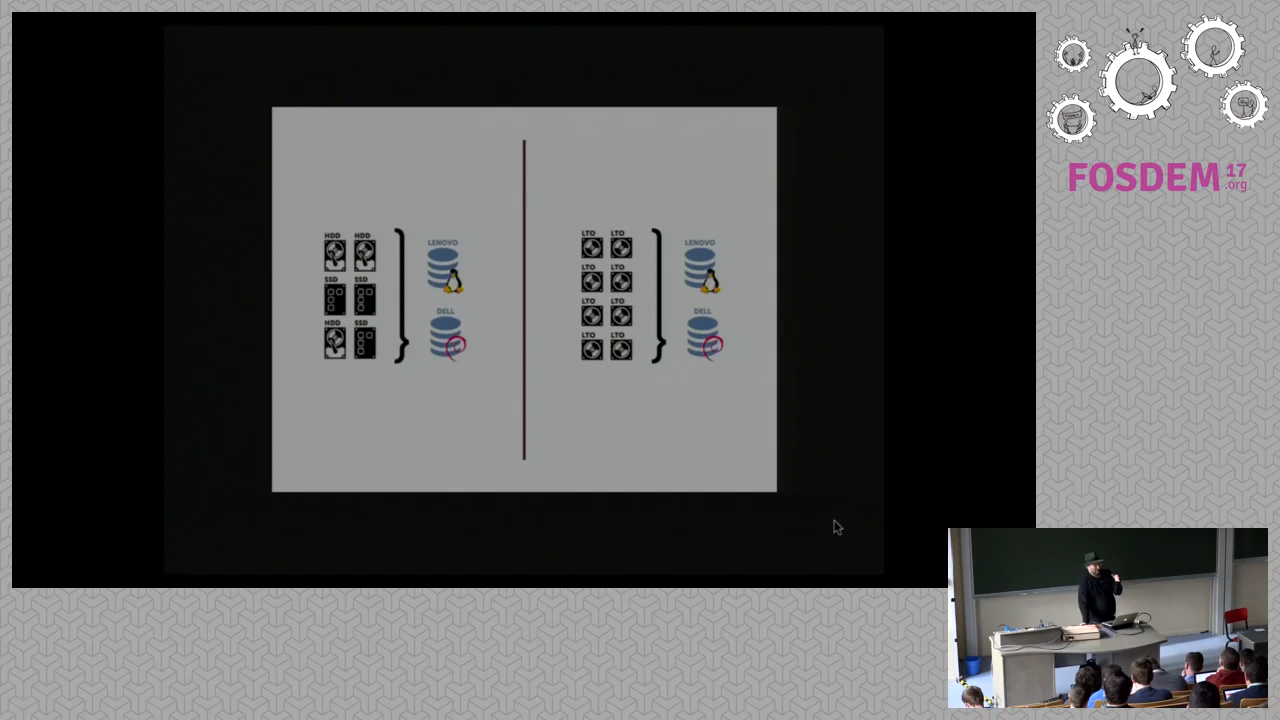 HDD HDD
LENOVO
SSD SSD
DELL
HDD SSD
LTO LTO
LENOVO
LTO LTO
LTO LTO
DELL
LTO LTO
FOSDEM 17
.org